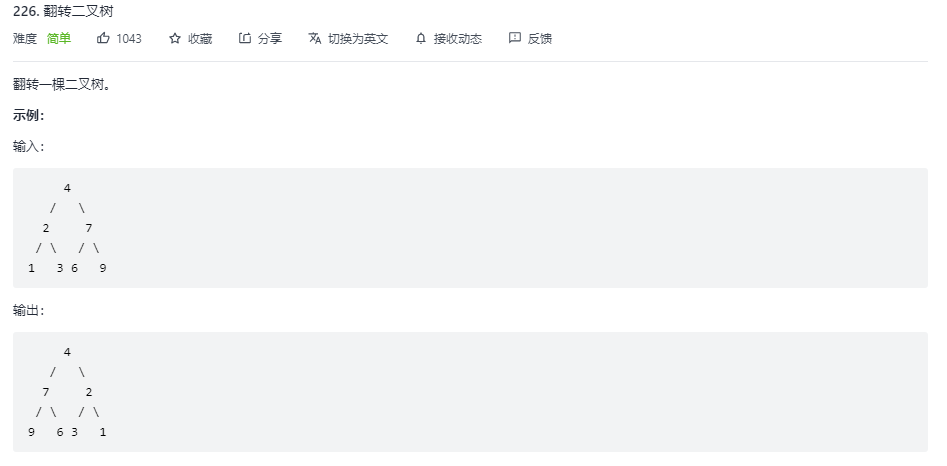 226. 翻转二叉树
难度 简单 1043 收藏 分享 切换为英文 接收动态 反馈
翻转一棵二叉树。
示例：
输入：
     4
   /   \
  2     7
 / \   / \
1   3 6   9
输出：
     4
   /   \
  7     2
 / \   / \
9   6 3   1